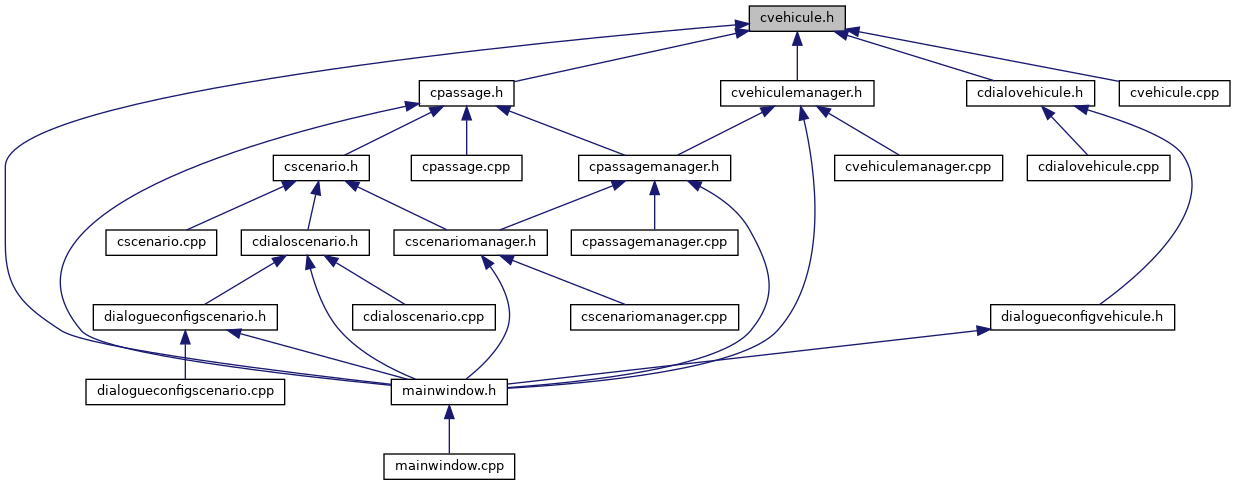 cvehicule.h
cpassage.h
cvehiculemanager.h
cdialovehicule.h
cvehicule.cpp
cscenario.h
cpassage.cpp
cpassagemanager.h
cvehiculemanager.cpp
cdialovehicule.cpp
cscenario.cpp
cdialoscenario.h
cscenariomanager.h
cpassagemanager.cpp
dialogueconfigscenario.h
cdialoscenario.cpp
cscenariomanager.cpp
dialogueconfigvehicule.h
dialogueconfigscenario.cpp
mainwindow.h
mainwindow.cpp